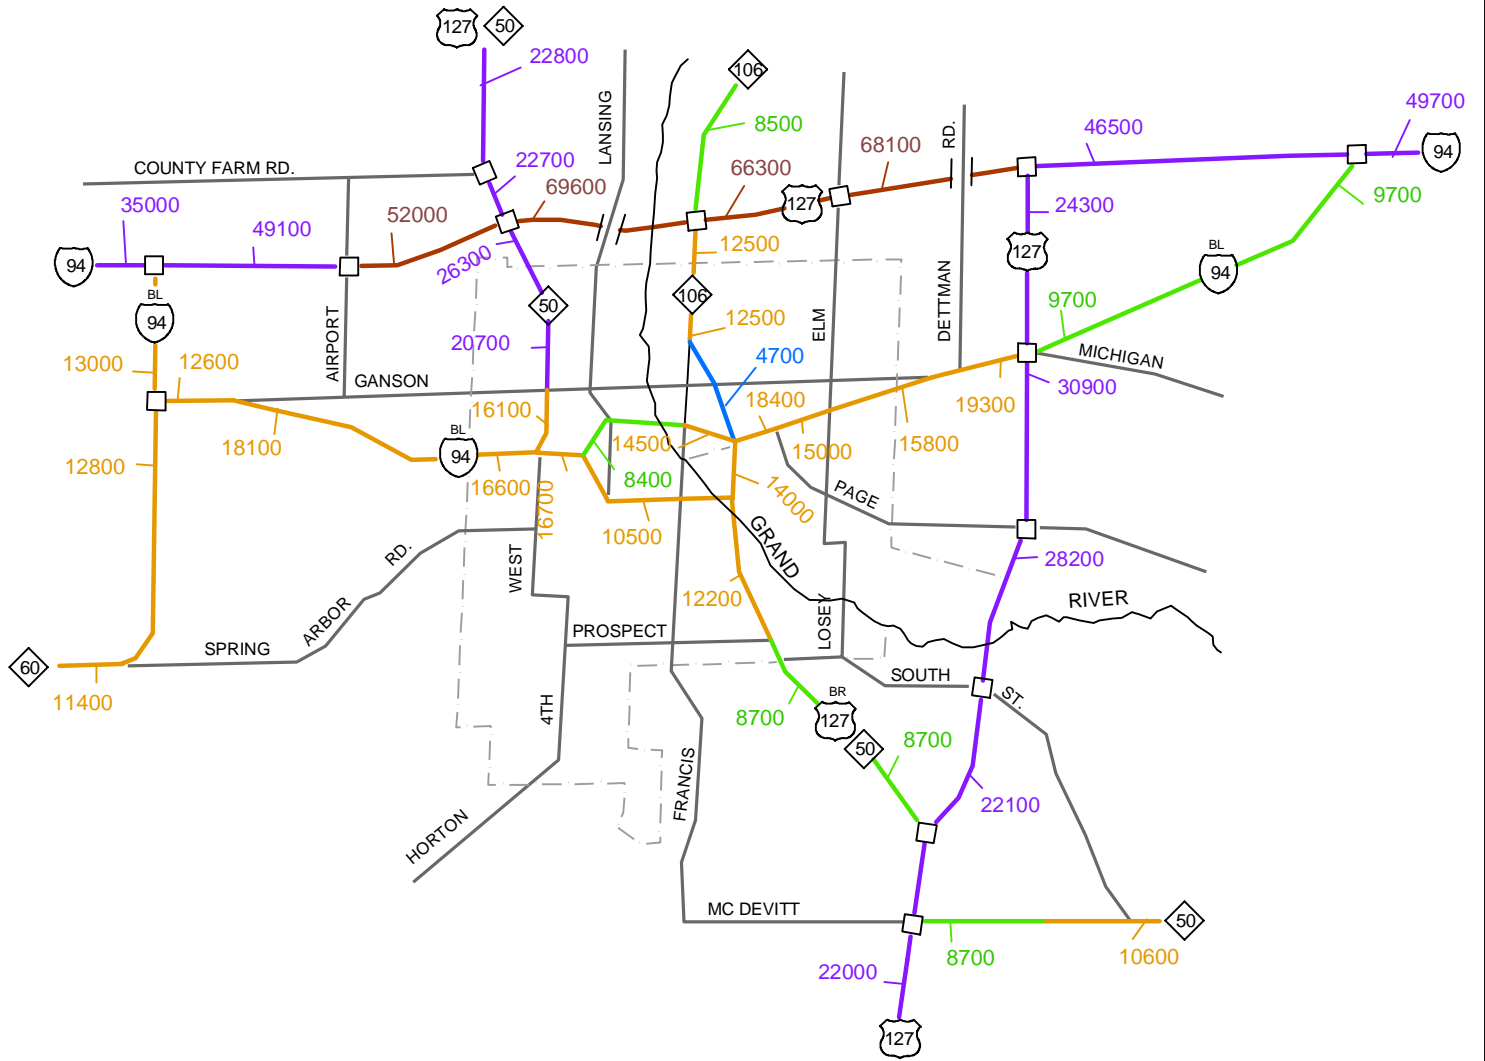 127
50
22800
106
8500
LANSING
68100
RD.
46500
49700
94
COUNTY FARM RD.
22700
69600
66300
127
9700
35000
49100
52000
24300
26300
12500
127
BL
94
94
BL
94
50
106
9700
13000
12600
AIRPORT
20700
12500
ELM
DETTMAN
MICHIGAN
GANSON
4700
30900
16100
18400
19300
18100
BL
94
14500
15000
15800
12800
16600
16700
8400
14000
PAGE
10500
GRAND
28200
RD.
WEST
12200
ARBOR
LOSEY
RIVER
SPRING
PROSPECT
60
11400
SOUTH
ST.
4TH
8700
BR
127
50
8700
FRANCIS
22100
HORTON
MC DEVITT
50
8700
10600
22000
127